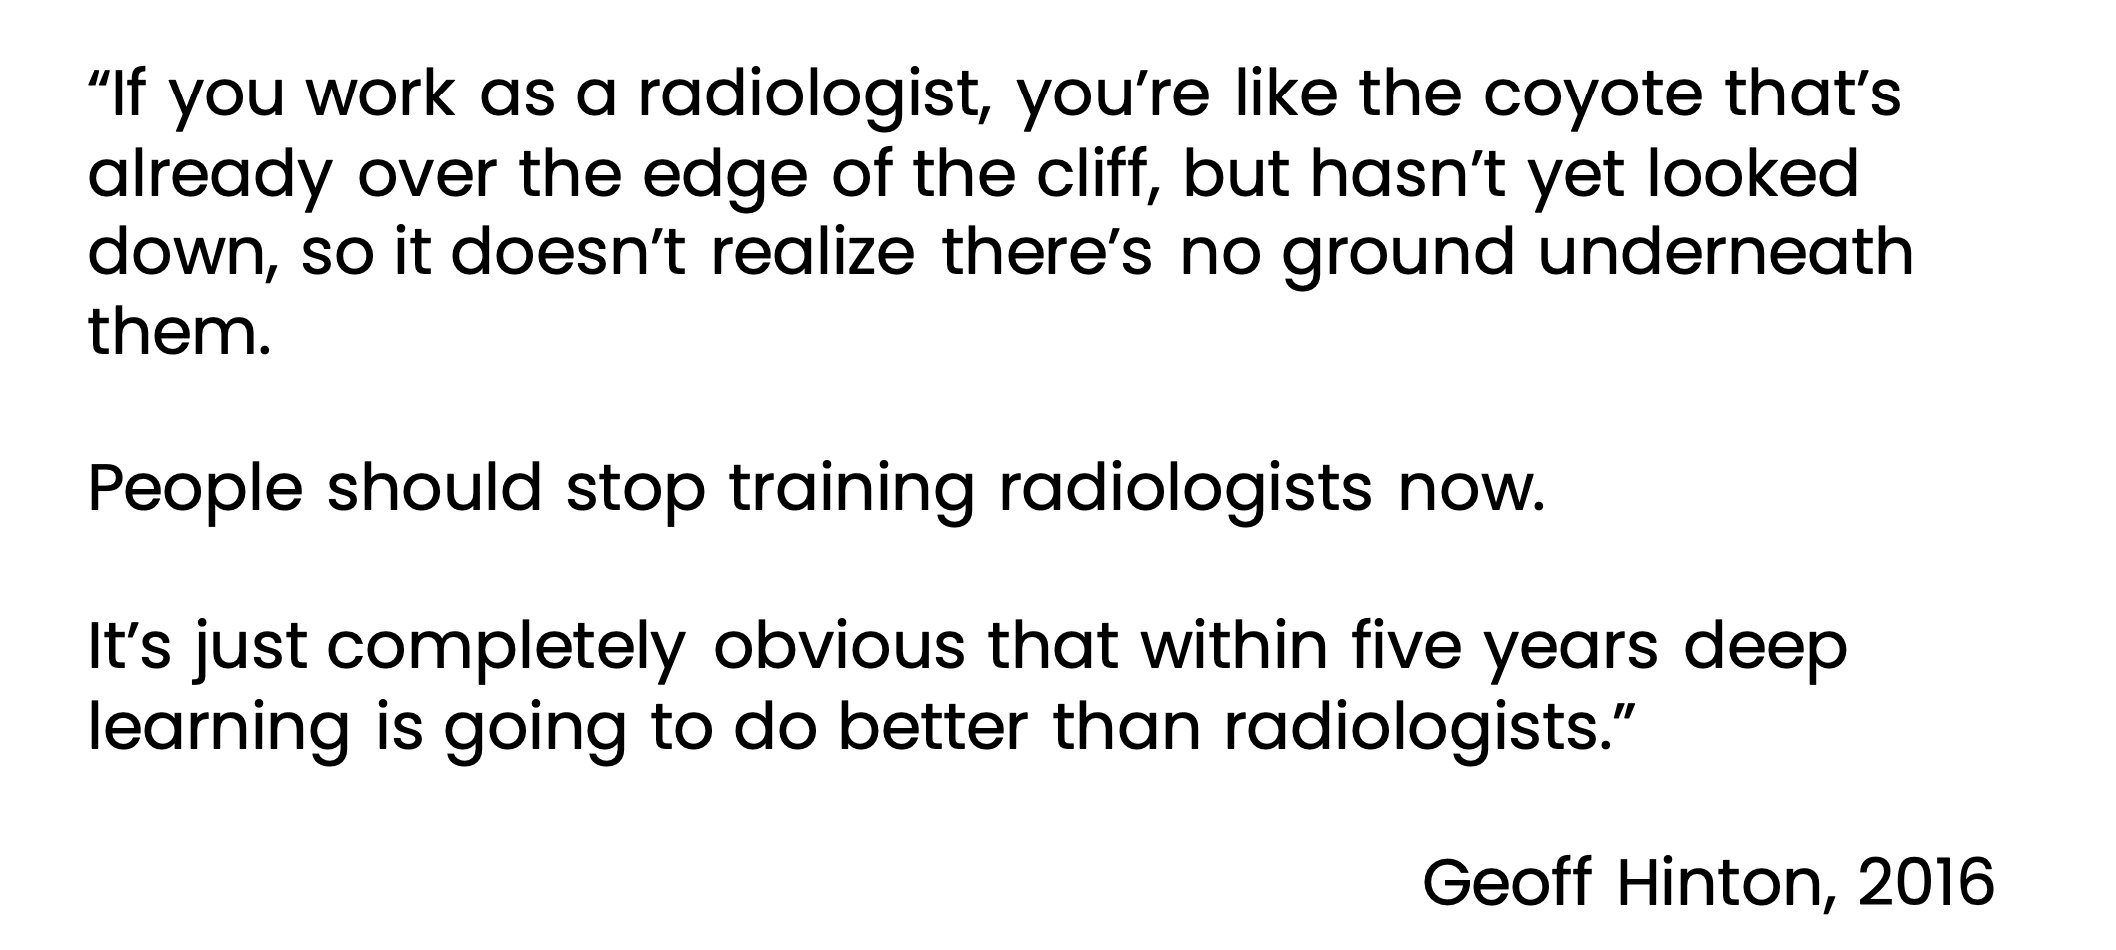 “If you work as a radiologist, you’re like the coyote that’s
already over the edge of the cliff, but hasn’t yet looked
down, so it doesn’t realize there’s no ground underneath
them.
People should stop training radiologists now.
It’s just completely obvious that within five years deep
learning is going to do better than radiologists.”
Geoff Hinton, 2016